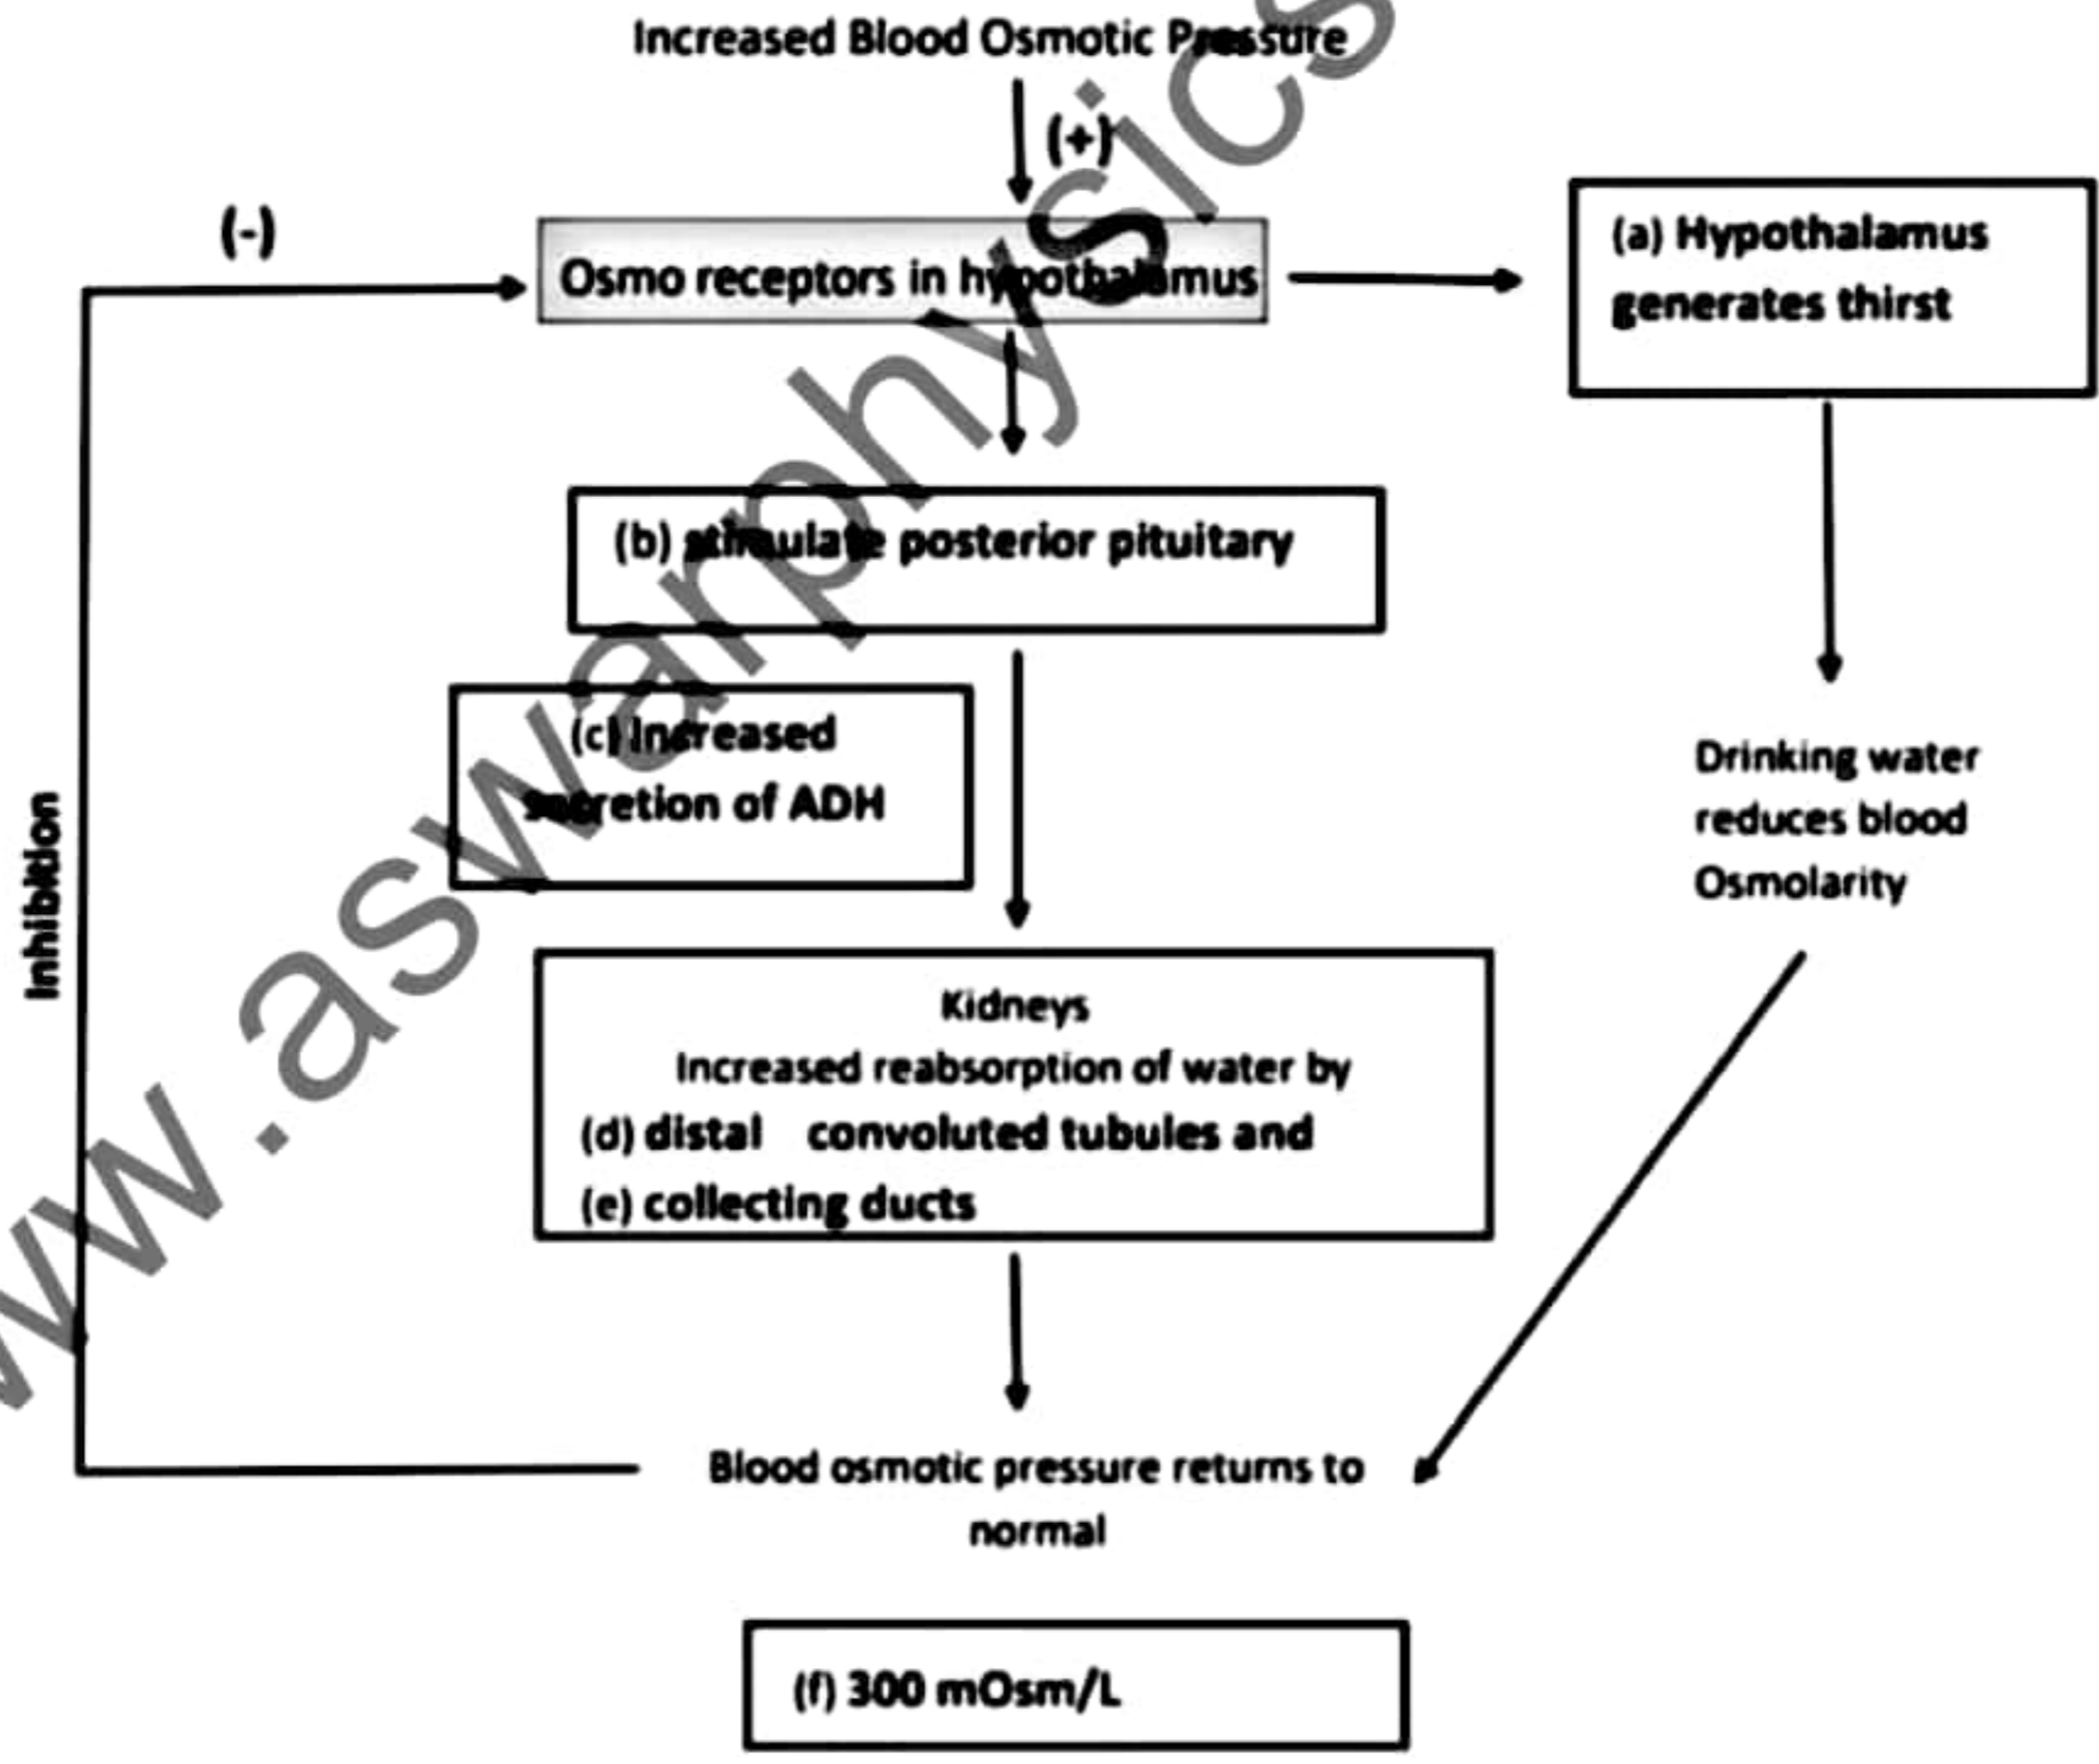 Increased Blood Osmotic Pressure
(+)
(-)
Osmo receptors in hypothalamus
(a) Hypothalamus
generates thirst
(b) stimulate posterior pituitary
(c) Increased
secretion of ADH
Drinking water
reduces blood
Osmolarity
Inhibition
Kidneys
Increased reabsorption of water by
(d) distal convoluted tubules and
(e) collecting ducts
Blood osmotic pressure returns to
normal
(f) 300 mOsm/L
w.aswanphysics